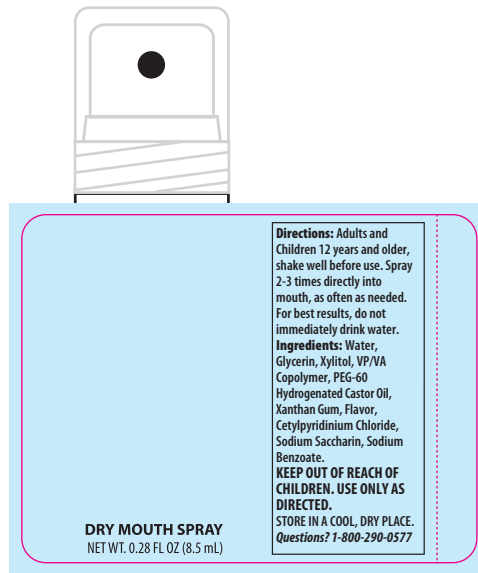 Directions: Adults and
Children 12 years and older,
shake well before use. Spray
2-3 times directly into
mouth, as often as needed.
For best results, do not
immediately drink water.
Ingredients: Water,
Glycerin, Xylitol, VP/VA
Copolymer, PEG-60
Hydrogenated Castor Oil,
Xanthan Gum, Flavor,
Cetylpyridinium Chloride,
Sodium Saccharin, Sodium
Benzoate.
KEEP OUT OF REACH OF
CHILDREN. USE ONLY AS
DIRECTED.
STORE IN A COOL, DRY PLACE.
Questions? 1-800-290-0577
DRY MOUTH SPRAY
NET WT. 0.28 FL OZ (8.5 mL)